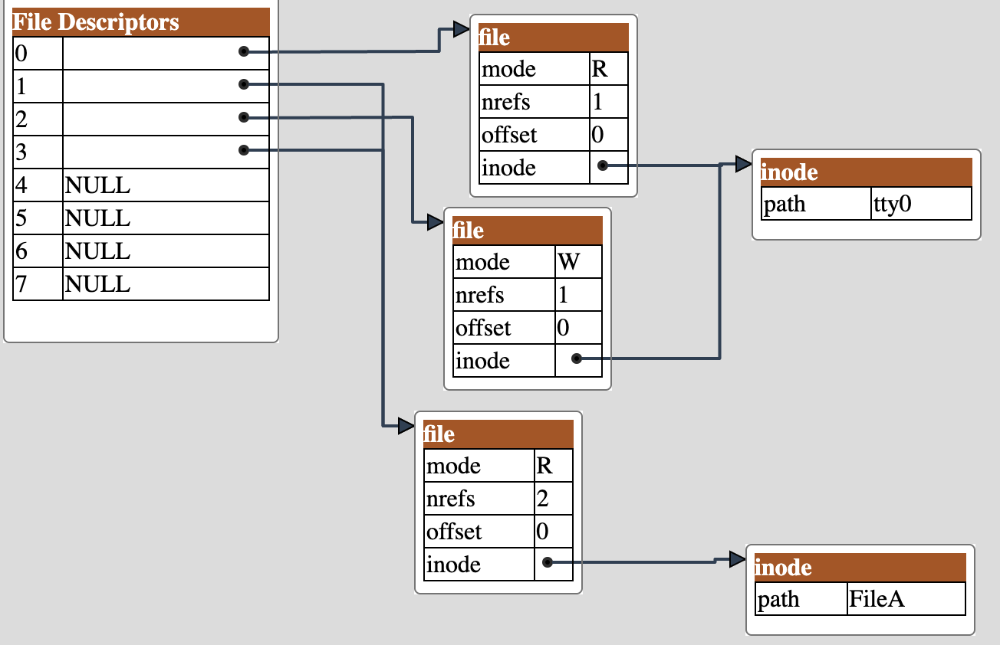 File Descriptors
0
1
2
3
4 NULL
5 NULL
6 NULL
7 NULL
file
mode R
nrefs 1
offset 0
inode
file
mode W
nrefs 1
offset 0
inode
file
mode R
nrefs 2
offset 0
inode
inode
path tty0
inode
path FileA